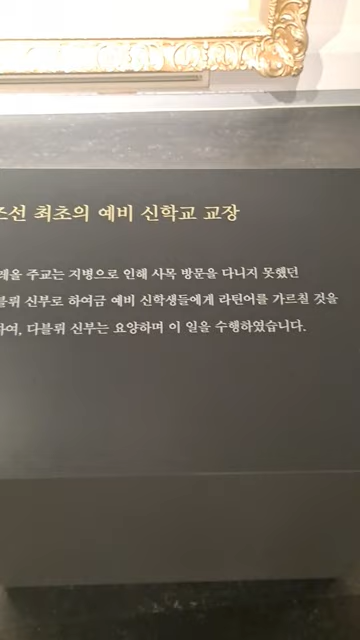 조선 최초의 예비 신학교 교장
레올 주교는 지병으로 인해 사목 방문을 다니지 못했던
블뤼 신부로 하여금 예비 신학생들에게 라틴어를 가르칠 것을
하여, 다블뤼 신부는 요양하며 이 일을 수행하였습니다.